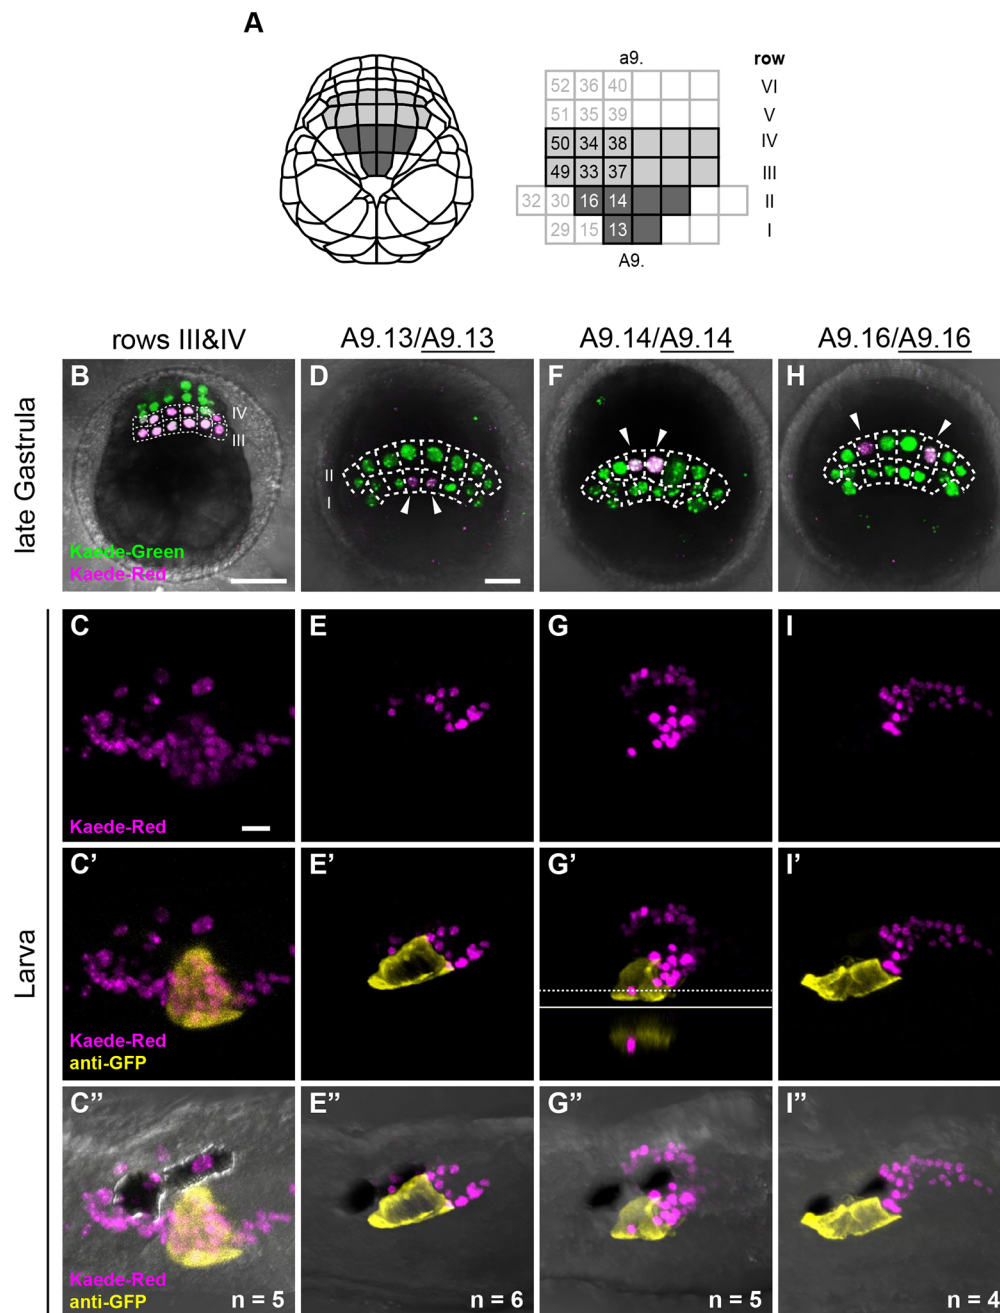 A
a9. row
52 36 40 VI
51 35 39 V
50 34 38 IV
49 33 37 III
32 30 16 14 II
29 15 13 I
A9.
rows III&IV A9.13/A9.13 A9.14/A9.14 A9.16/A9.16
late Gastrula
B D F H
IV
III
II
I
Kaede-Green
Kaede-Red
Larva
C E G I
Kaede-Red
C’ E’ G’ I’
Kaede-Red
anti-GFP
C” E” G” I”
Kaede-Red
anti-GFP
n = 5 n = 6 n = 5 n = 4